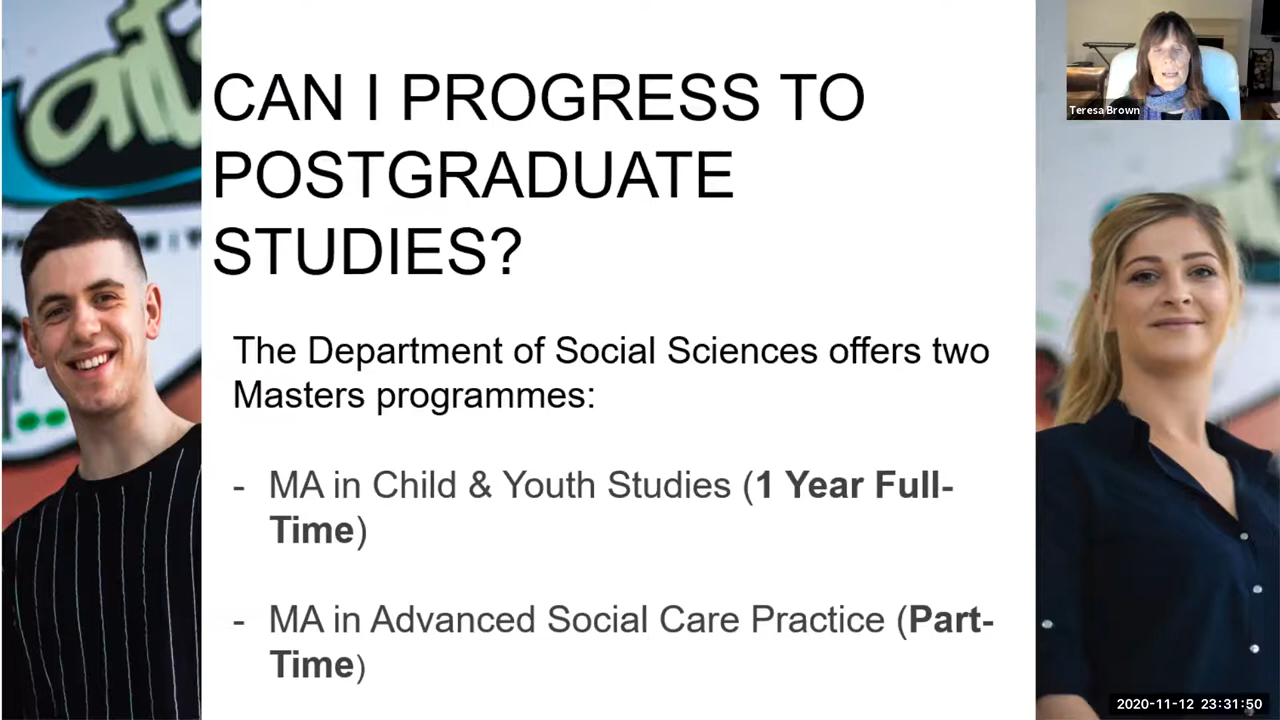 CAN I PROGRESS TO
POSTGRADUATE
STUDIES?
The Department of Social Sciences offers two
Masters programmes:
- MA in Child & Youth Studies (1 Year Full-
Time)
- MA in Advanced Social Care Practice (Part-
Time)
Teresa Brown
2020-11-12 23:31:50